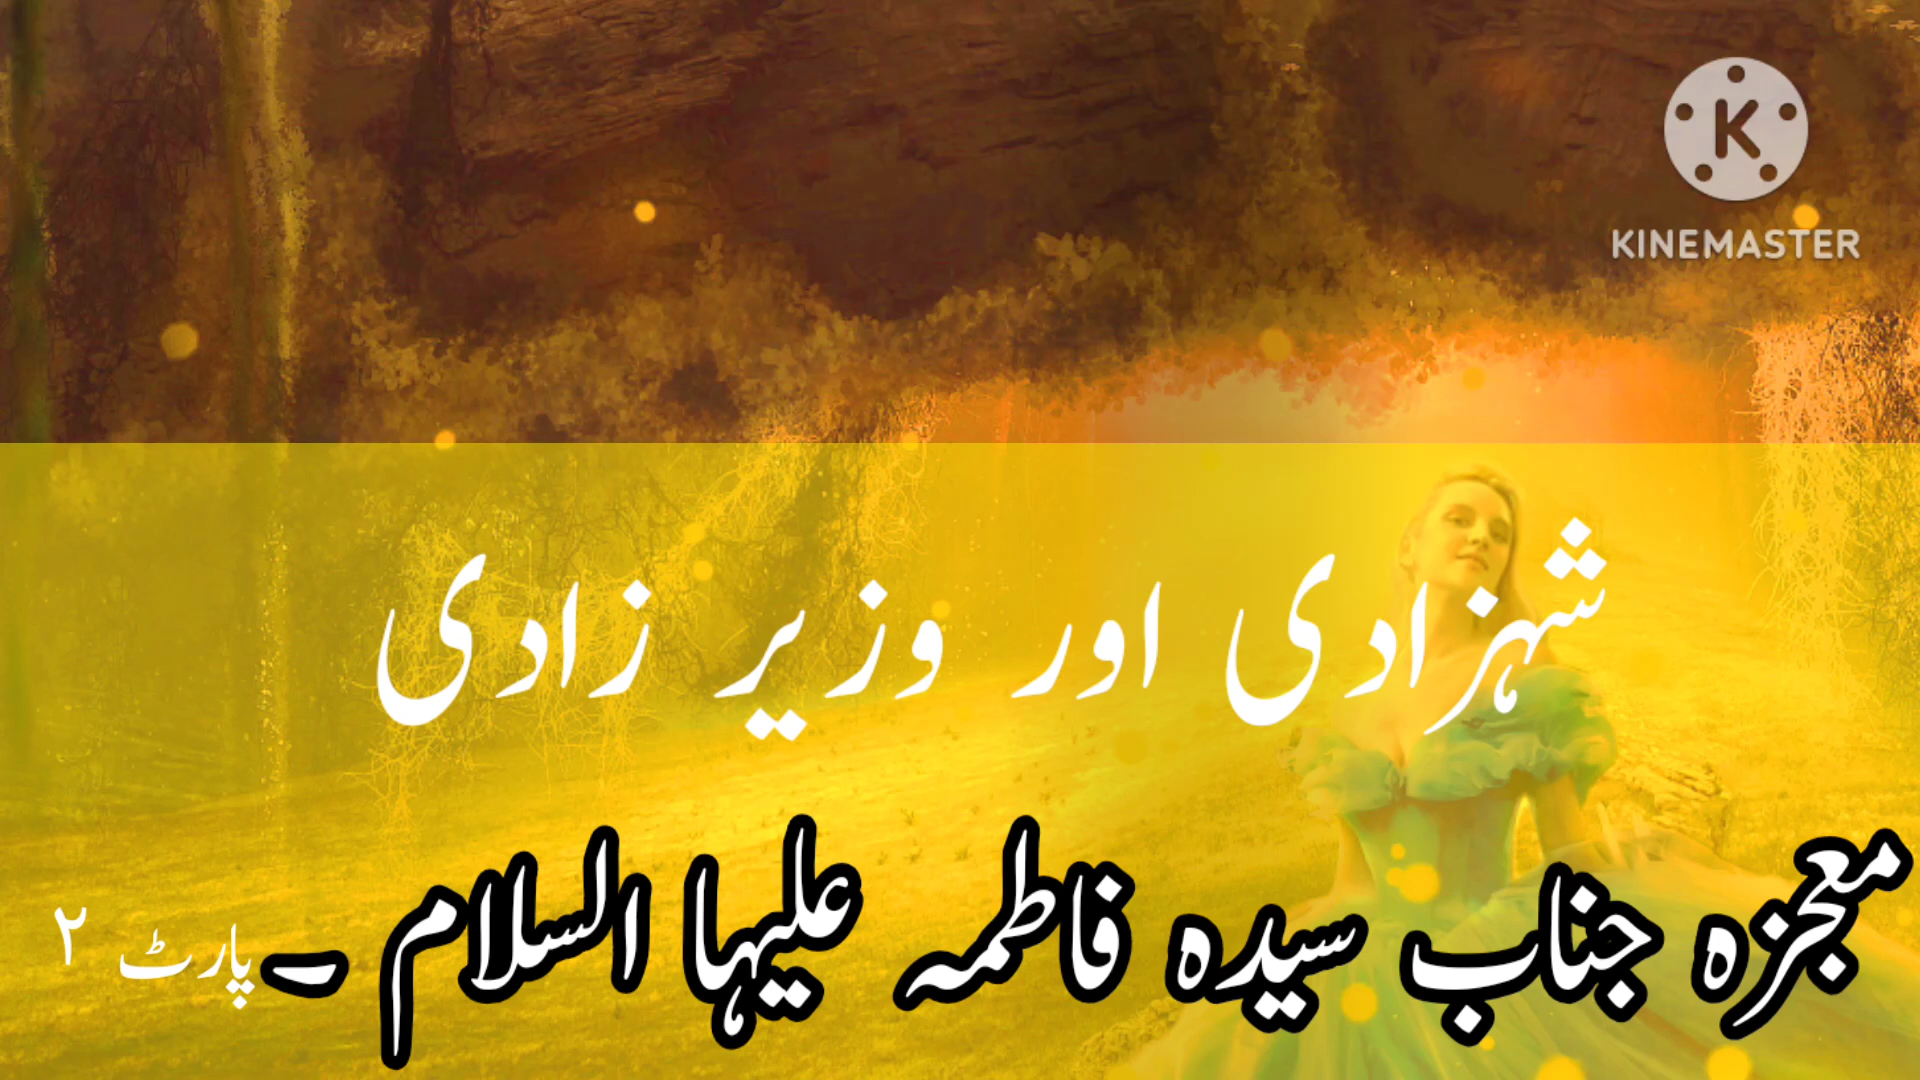 K
KINEMASTER
شہزادی اور وزیر زادی
معجزہ جناب سیدہ فاطمہ علیہا السلام ۔ پارٹ ۲